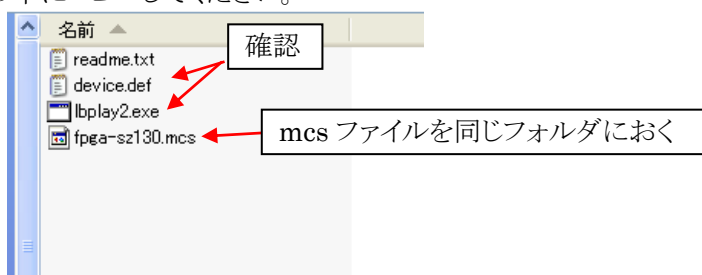 名前
確認
readme.txt
device.def
lbplay2.exe
fpga-sz130.mcs
mcs ファイルを同じフォルダにおく